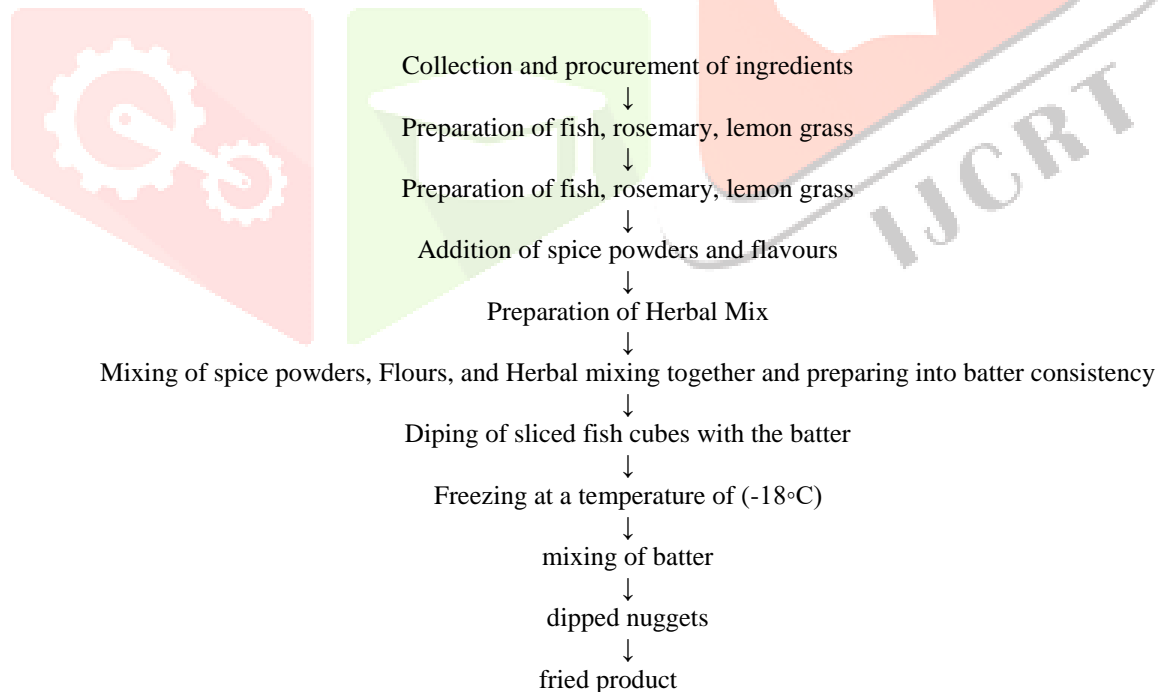 Collection and procurement of ingredients
↓
Preparation of fish, rosemary, lemon grass
↓
Preparation of fish, rosemary, lemon grass
↓
Addition of spice powders and flavours
↓
Preparation of Herbal Mix
↓
Mixing of spice powders, Flours, and Herbal mixing together and preparing into batter consistency
↓
Diping of sliced fish cubes with the batter
↓
Freezing at a temperature of (-18◦C)
↓
mixing of batter
↓
dipped nuggets
↓
fried product
IJCRT